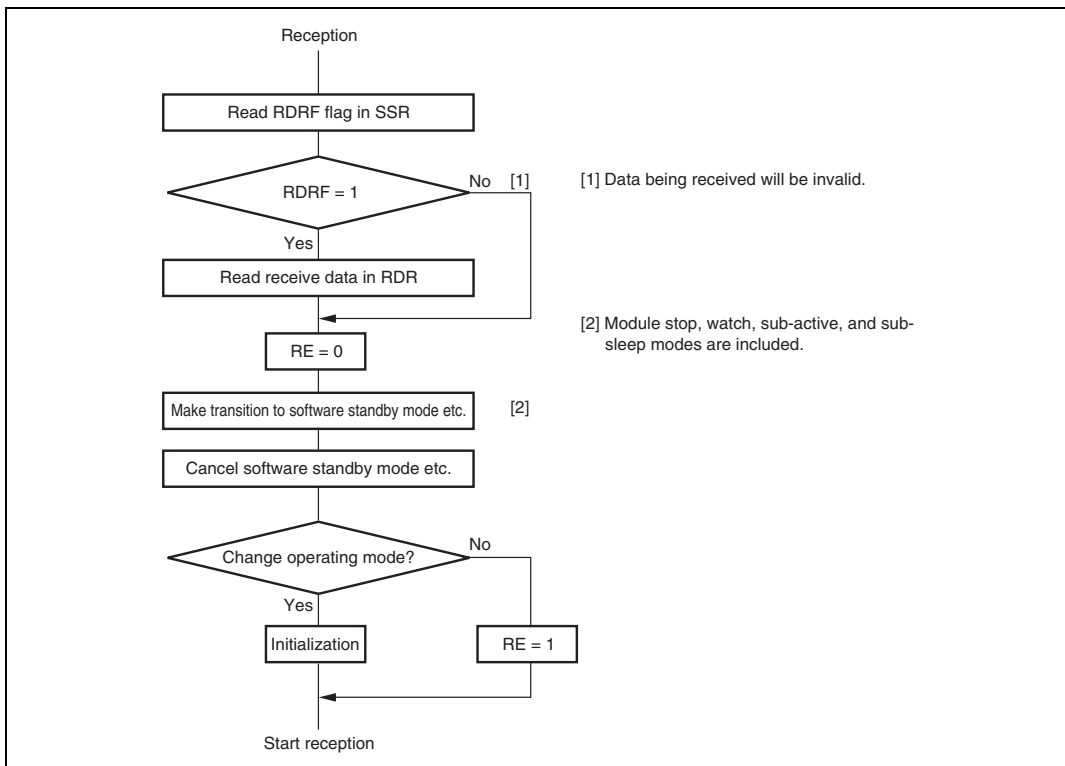 Reception
Read RDRF flag in SSR
RDRF = 1
No [1]
[1] Data being received will be invalid.
Yes
Read receive data in RDR
[2] Module stop, watch, sub-active, and sub-
sleep modes are included.
RE = 0
Make transition to software standby mode etc.
[2]
Cancel software standby mode etc.
Change operating mode?
No
Yes
Initialization
RE = 1
Start reception